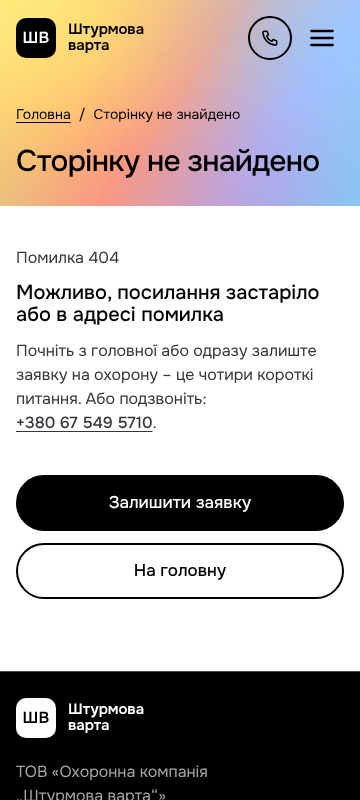 ШВ
Штурмова
варта
Головна / Сторінку не знайдено
Сторінку не знайдено
Помилка 404
Можливо, посилання застаріло
або в адресі помилка
Почніть з головної або одразу залиште
заявку на охорону – це чотири короткі
питання. Або подзвоніть:
+380 67 549 5710.
Залишити заявку
На головну
ШВ
Штурмова
варта
ТОВ «Охоронна компанія
„Штурмова варта“»